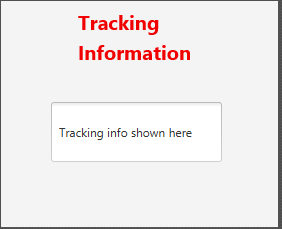 Tracking
Information
Tracking info shown here